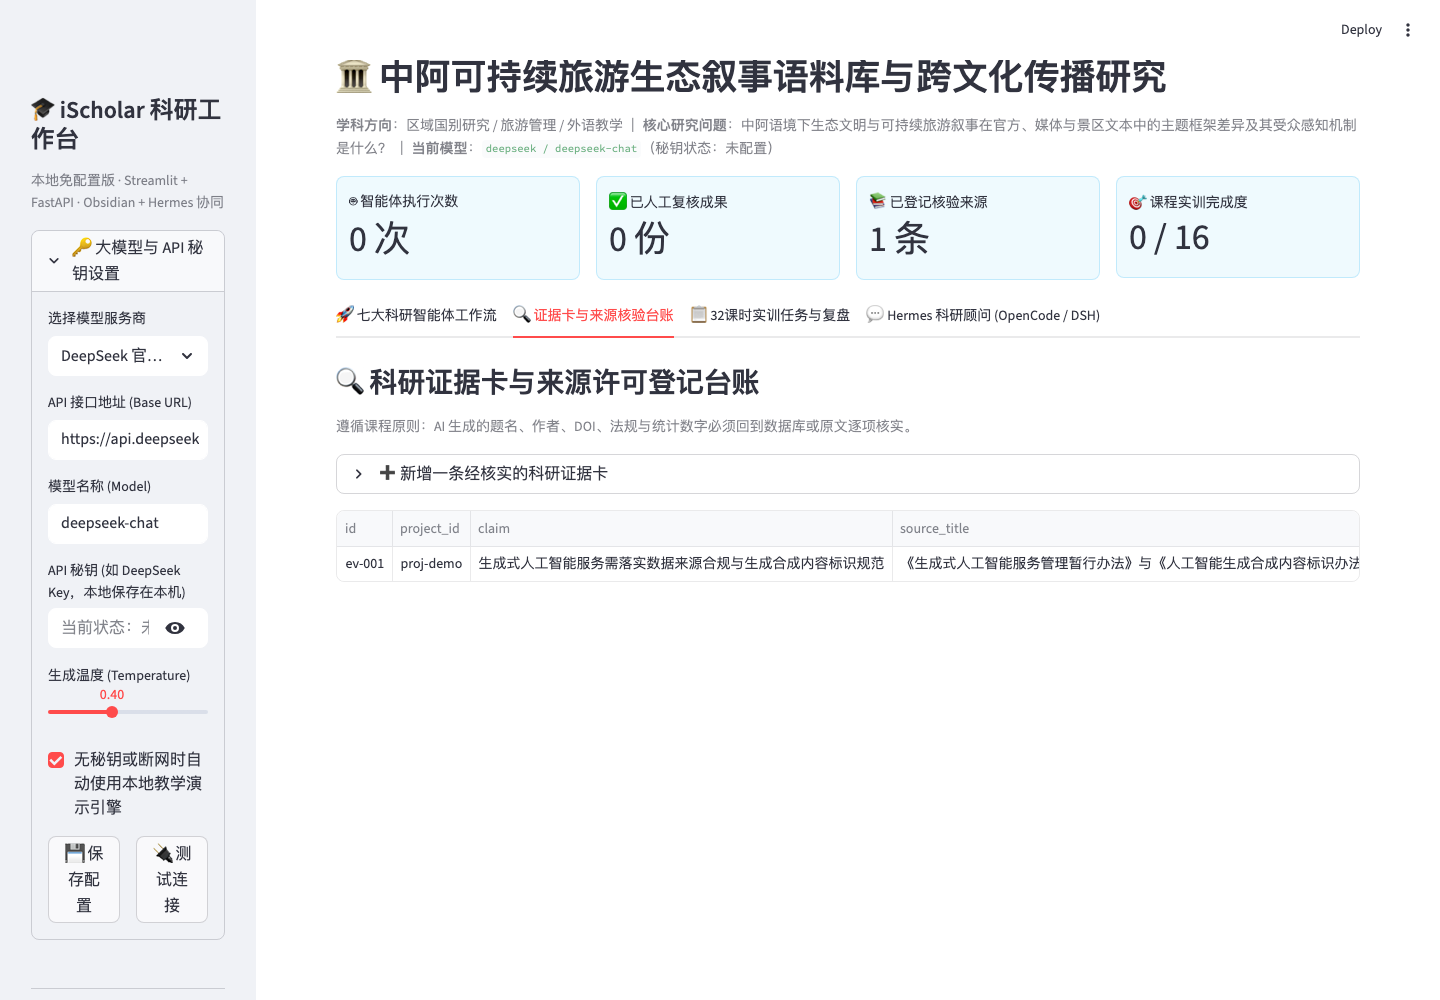 Deploy
🎓 iScholar 科研工
作台
本地免配置版 · Streamlit +
FastAPI · Obsidian + Hermes 协同
🔑 大模型与 API 秘
钥设置
选择模型服务商
DeepSeek 官…
API 接口地址 (Base URL)
https://api.deepseek
模型名称 (Model)
deepseek-chat
API 秘钥 (如 DeepSeek
Key，本地保存在本机)
当前状态：
生成温度 (Temperature)
0.40
无秘钥或断网时自
动使用本地教学演
示引擎
💾 保
存配
置
🔌 测
试连
接
🏛️ 中阿可持续旅游生态叙事语料库与跨文化传播研究
学科方向：区域国别研究 / 旅游管理 / 外语教学 ｜ 核心研究问题：中阿语境下生态文明与可持续旅游叙事在官方、媒体与景区文本中的主题框架差异及其受众感知机制
是什么？ ｜ 当前模型： deepseek / deepseek-chat （秘钥状态：未配置）
智能体执行次数
0 次
✅ 已人工复核成果
0 份
📚 已登记核验来源
1 条
🎯 课程实训完成度
0 / 16
🚀 七大科研智能体工作流
🔍 证据卡与来源核验台账
📋 32课时实训任务与复盘
💬 Hermes 科研顾问 (OpenCode / DSH)
🔍 科研证据卡与来源许可登记台账
遵循课程原则：AI 生成的题名、作者、DOI、法规与统计数字必须回到数据库或原文逐项核实。
➕ 新增一条经核实的科研证据卡
id project_id claim source_title
ev-001 proj-demo 生成式人工智能服务需落实数据来源合规与生成合成内容标识规范 《生成式人工智能服务管理暂行办法》与《人工智能生成合成内容标识办法